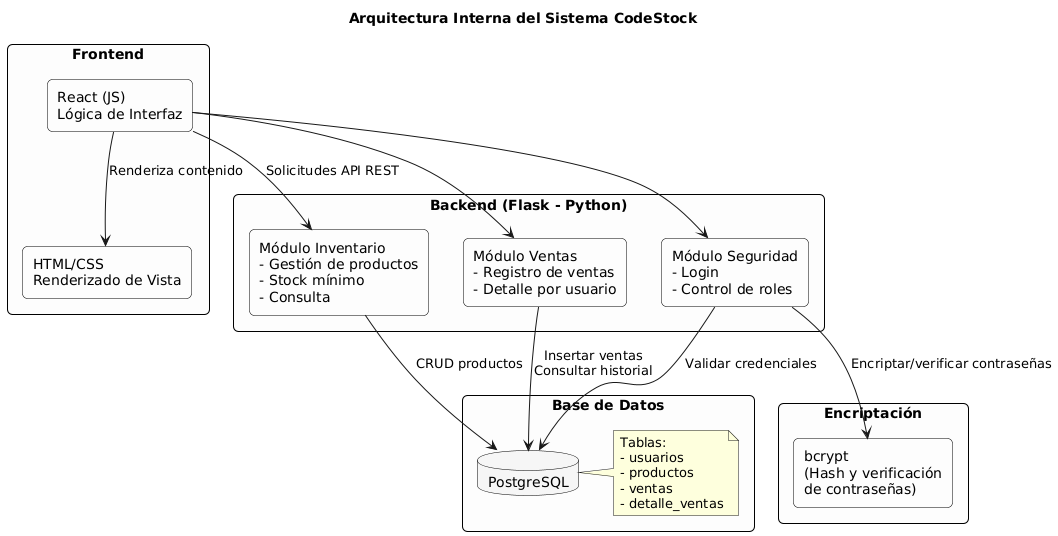 Arquitectura Interna del Sistema CodeStock
Frontend
React (JS)
Lógica de Interfaz
Renderiza contenido
Solicitudes API REST
HTML/CSS
Renderizado de Vista
Backend (Flask - Python)
Módulo Inventario
- Gestión de productos
- Stock mínimo
- Consulta
Módulo Ventas
- Registro de ventas
- Detalle por usuario
Módulo Seguridad
- Login
- Control de roles
CRUD productos
Insertar ventas
Consultar historial
Validar credenciales
Encriptar/verificar contraseñas
Base de Datos
PostgreSQL
Tablas:
- usuarios
- productos
- ventas
- detalle_ventas
Encriptación
bcrypt
(Hash y verificación
de contraseñas)